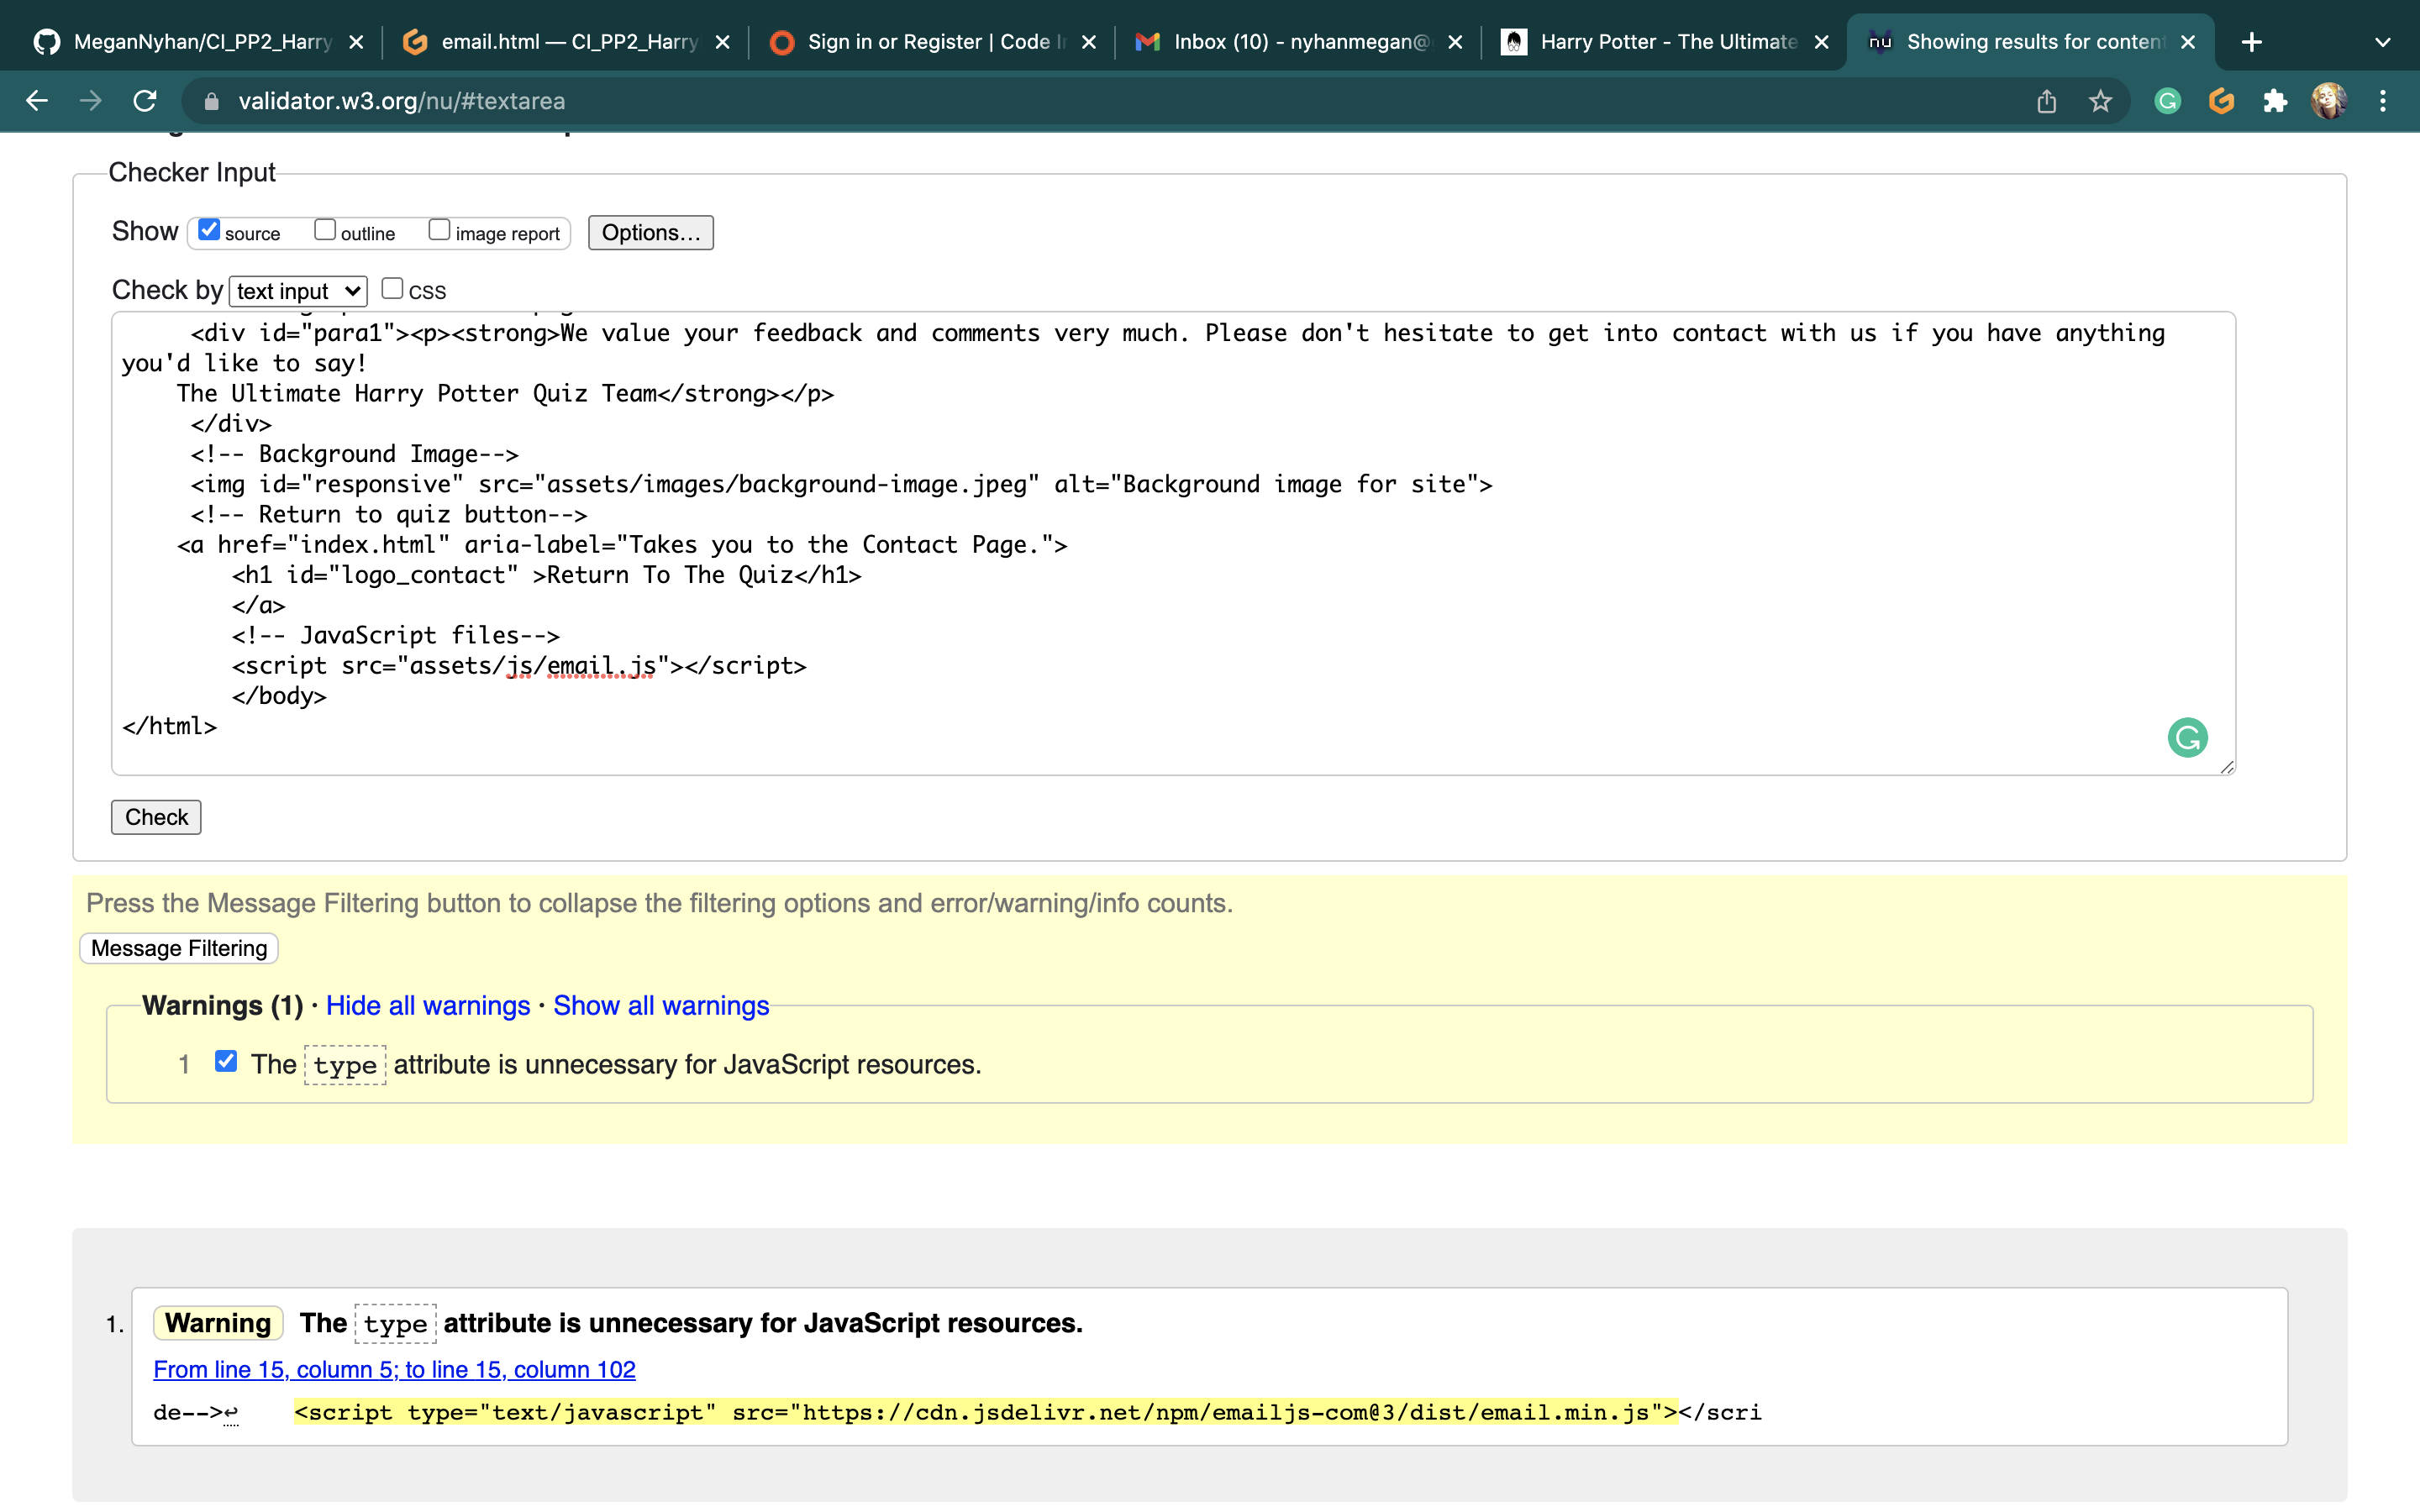 MeganNyhan/CI_PP2_Harry
email.html — CI_PP2_Harry
Sign in or Register | Code I
Inbox (10) - nyhanmegan@
Harry Potter - The Ultimate
nu Showing results for conten
validator.w3.org/nu/#textarea
Checker Input
Show source outline image report Options...
Check by text input CSS
<div id="para1"><p><strong>We value your feedback and comments very much. Please don't hesitate to get into contact with us if you have anything
you'd like to say!
The Ultimate Harry Potter Quiz Team</strong></p>
</div>
<!-- Background Image-->
<img id="responsive" src="assets/images/background-image.jpeg" alt="Background image for site">
<!-- Return to quiz button-->
<a href="index.html" aria-label="Takes you to the Contact Page.">
<h1 id="logo_contact" >Return To The Quiz</h1>
</a>
<!-- JavaScript files-->
<script src="assets/js/email.js"></script>
</body>
</html>
Check
Press the Message Filtering button to collapse the filtering options and error/warning/info counts.
Message Filtering
Warnings (1) · Hide all warnings · Show all warnings
1 The type attribute is unnecessary for JavaScript resources.
1. Warning The type attribute is unnecessary for JavaScript resources.
From line 15, column 5; to line 15, column 102
de-->↩ <script type="text/javascript" src="https://cdn.jsdelivr.net/npm/emailjs-com@3/dist/email.min.js"></scri